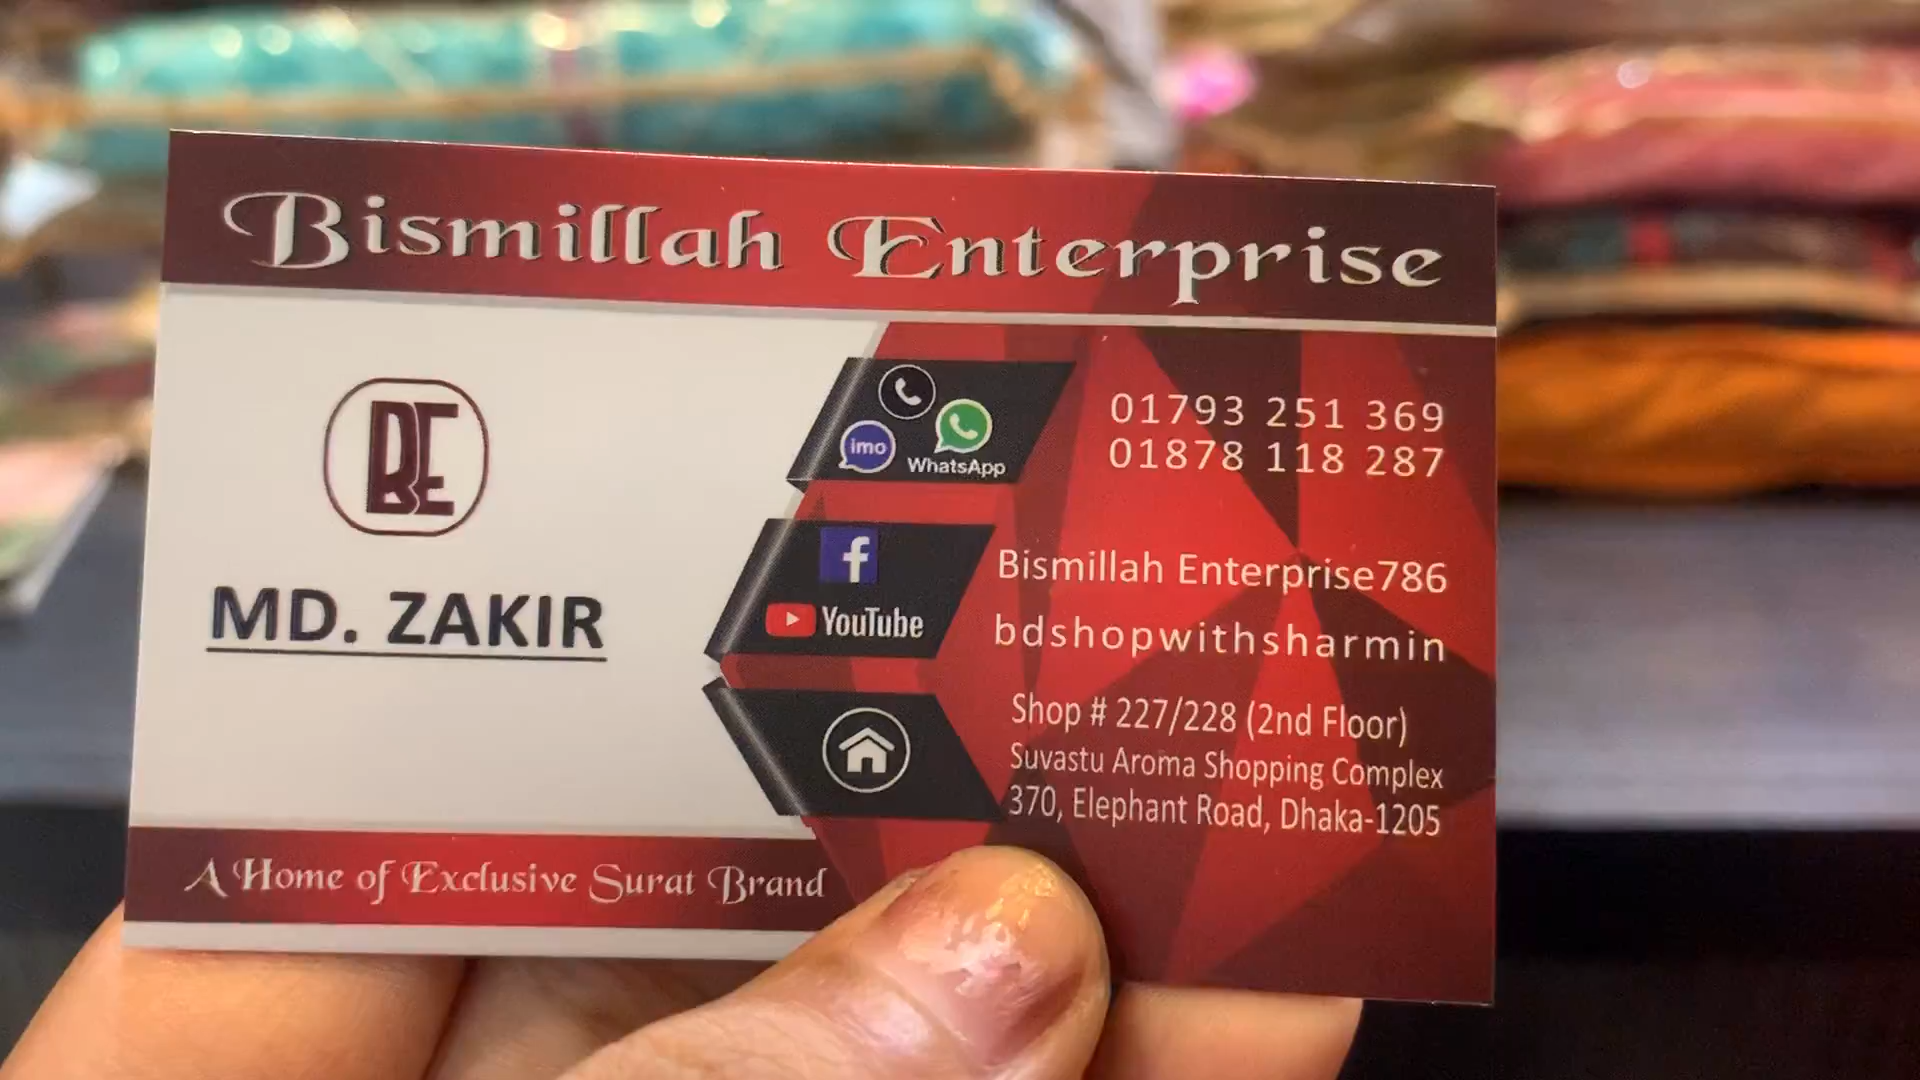 Bismillah Enterprise
BE
MD. ZAKIR
A Home of Exclusive Surat Brand
imo
WhatsApp
01793 251 369
01878 118 287
f
YouTube
Bismillah Enterprise786
bdshopwithsharmin
Shop # 227/228 (2nd Floor)
Suvastu Aroma Shopping Complex
370, Elephant Road, Dhaka-1205